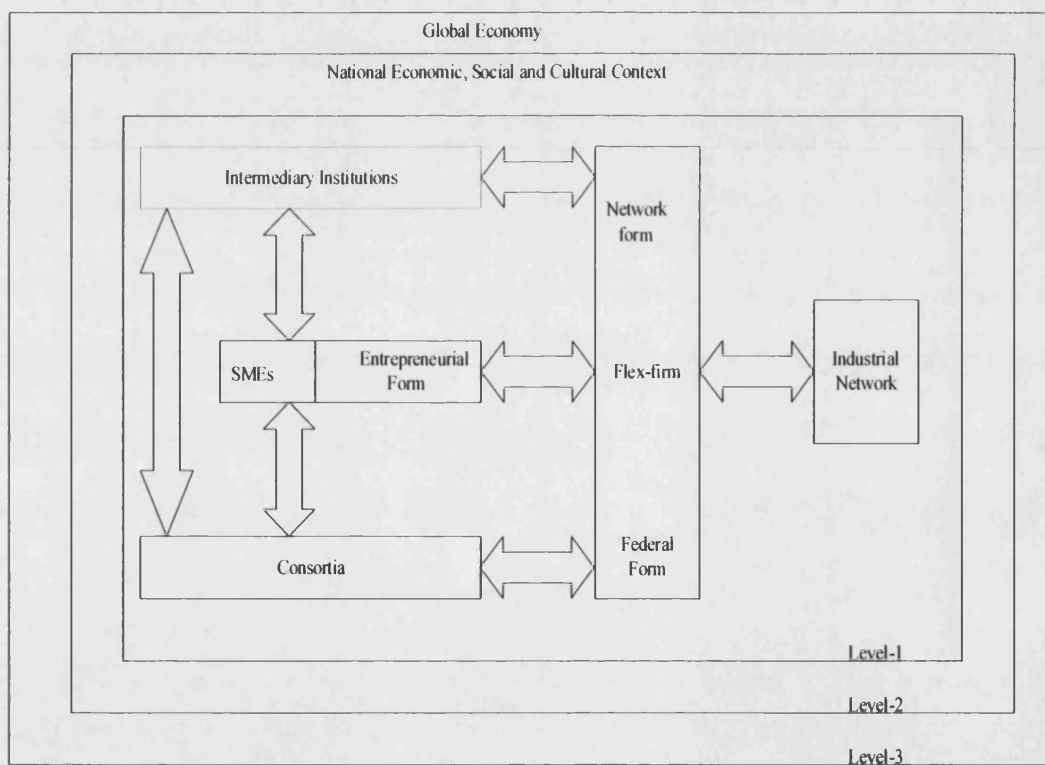 Global Economy
National Economic, Social and Cultural Context
Intermediary Institutions
Network
form
SMEs
Entrepreneurial
Form
Flex-firm
Industrial
Network
Consortia
Federal
Form
Level-1
Level-2
Level-3